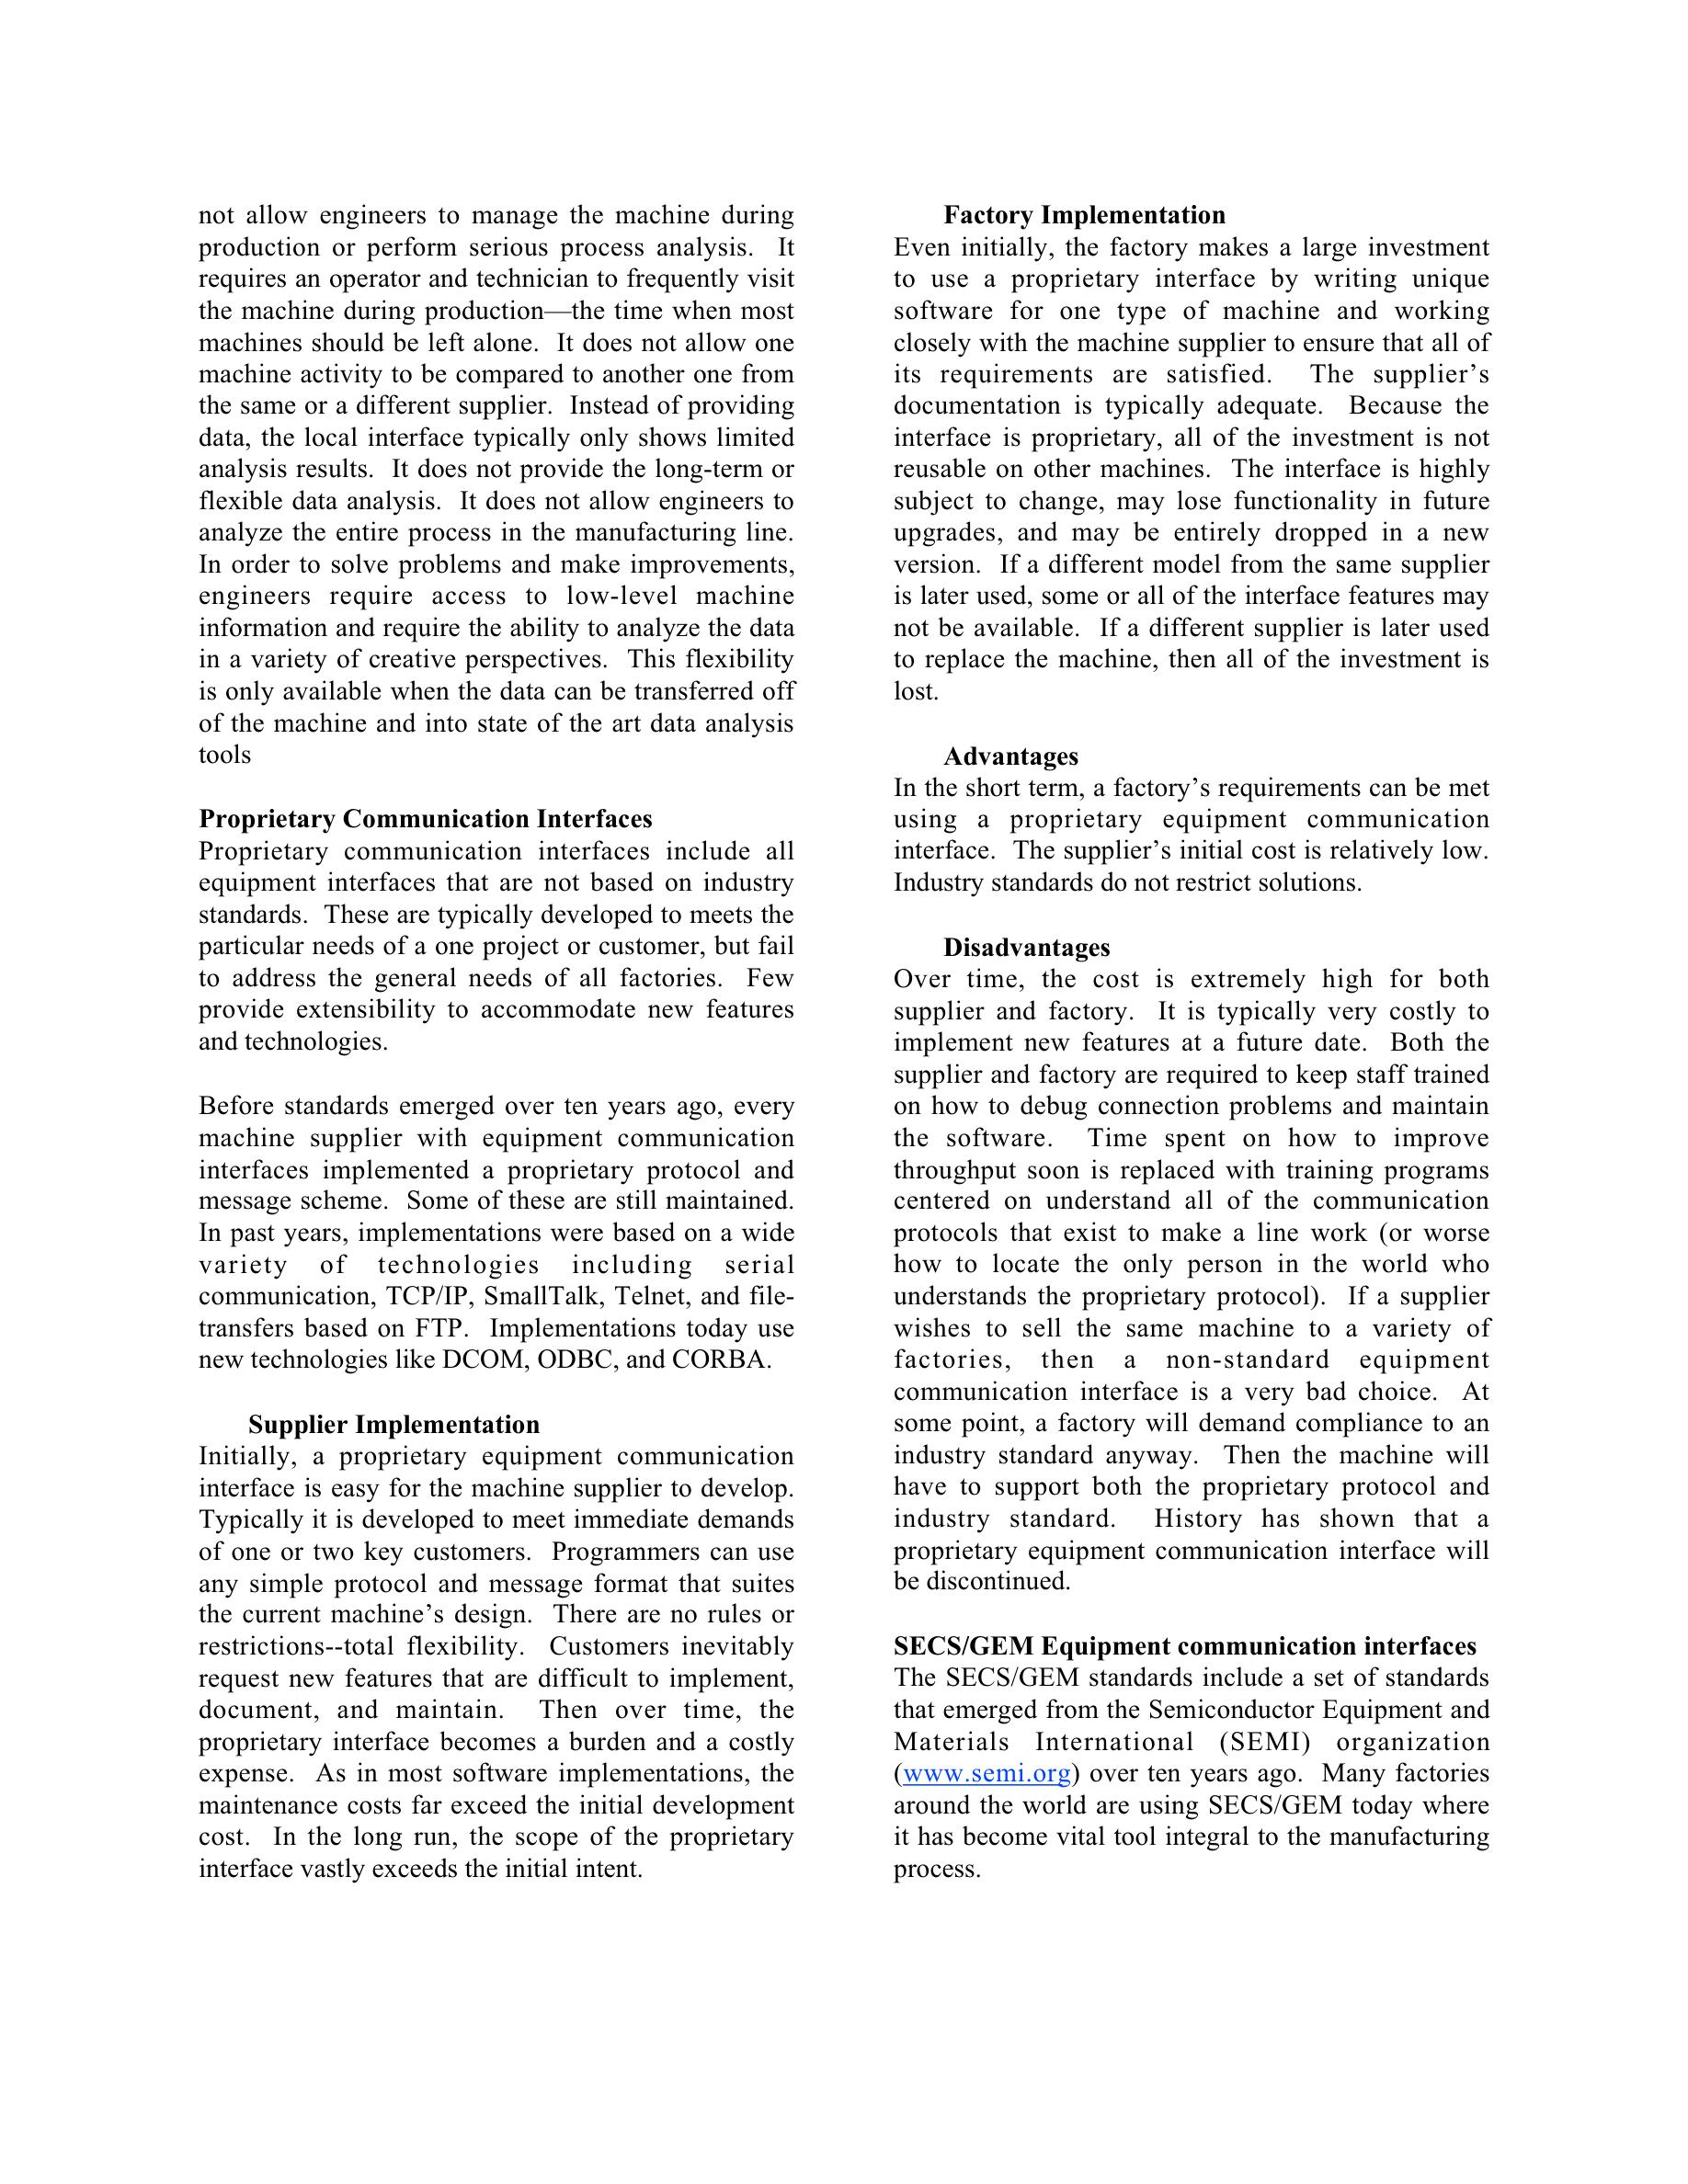 not allow engineers to manage the machine during
production or perform serious process analysis.  It
requires an operator and technician to frequently visit
the machine during production—the time when most
machines should be left alone.  It does not allow one
machine activity to be compared to another one from
the same or a different supplier.  Instead of providing
data, the local interface typically only shows limited
analysis results.  It does not provide the long-term or
flexible data analysis.  It does not allow engineers to
analyze the entire process in the manufacturing line.
In order to solve problems and make improvements,
engineers require access to low-level machine
information and require the ability to analyze the data
in a variety of creative perspectives.  This flexibility
is only available when the data can be transferred off
of the machine and into state of the art data analysis
tools
Proprietary Communication Interfaces
Proprietary communication interfaces include all
equipment interfaces that are not based on industry
standards.  These are typically developed to meets the
particular needs of a one project or customer, but fail
to address the general needs of all factories.  Few
provide extensibility to accommodate new features
and technologies.
Before standards emerged over ten years ago, every
machine supplier with equipment communication
interfaces implemented a proprietary protocol and
message scheme.  Some of these are still maintained.
In past years, implementations were based on a wide
variety of technologies including serial
communication, TCP/IP, SmallTalk, Telnet, and file-
transfers based on FTP.  Implementations today use
new technologies like DCOM, ODBC, and CORBA.
Supplier Implementation
Initially, a proprietary equipment communication
interface is easy for the machine supplier to develop.
Typically it is developed to meet immediate demands
of one or two key customers.  Programmers can use
any simple protocol and message format that suites
the current machine’s design.  There are no rules or
restrictions--total flexibility.  Customers inevitably
request new features that are difficult to implement,
document, and maintain.  Then over time, the
proprietary interface becomes a burden and a costly
expense.  As in most software implementations, the
maintenance costs far exceed the initial development
cost.  In the long run, the scope of the proprietary
interface vastly exceeds the initial intent.
Factory Implementation
Even initially, the factory makes a large investment
to use a proprietary interface by writing unique
software for one type of machine and working
closely with the machine supplier to ensure that all of
its requirements are satisfied.  The supplier’s
documentation is typically adequate.  Because the
interface is proprietary, all of the investment is not
reusable on other machines.  The interface is highly
subject to change, may lose functionality in future
upgrades, and may be entirely dropped in a new
version.  If a different model from the same supplier
is later used, some or all of the interface features may
not be available.  If a different supplier is later used
to replace the machine, then all of the investment is
lost.
Advantages
In the short term, a factory’s requirements can be met
using a proprietary equipment communication
interface.  The supplier’s initial cost is relatively low.
Industry standards do not restrict solutions.
Disadvantages
Over time, the cost is extremely high for both
supplier and factory.  It is typically very costly to
implement new features at a future date.  Both the
supplier and factory are required to keep staff trained
on how to debug connection problems and maintain
the software.  Time spent on how to improve
throughput soon is replaced with training programs
centered on understand all of the communication
protocols that exist to make a line work (or worse
how to locate the only person in the world who
understands the proprietary protocol).  If a supplier
wishes to sell the same machine to a variety of
factories, then a non-standard equipment
communication interface is a very bad choice.  At
some point, a factory will demand compliance to an
industry standard anyway.  Then the machine will
have to support both the proprietary protocol and
industry standard.  History has shown that a
proprietary equipment communication interface will
be discontinued.
SECS/GEM Equipment communication interfaces
The SECS/GEM standards include a set of standards
that emerged from the Semiconductor Equipment and
Materials International (SEMI) organization
(www.semi.org) over ten years ago.  Many factories
around the world are using SECS/GEM today where
it has become vital tool integral to the manufacturing
process.